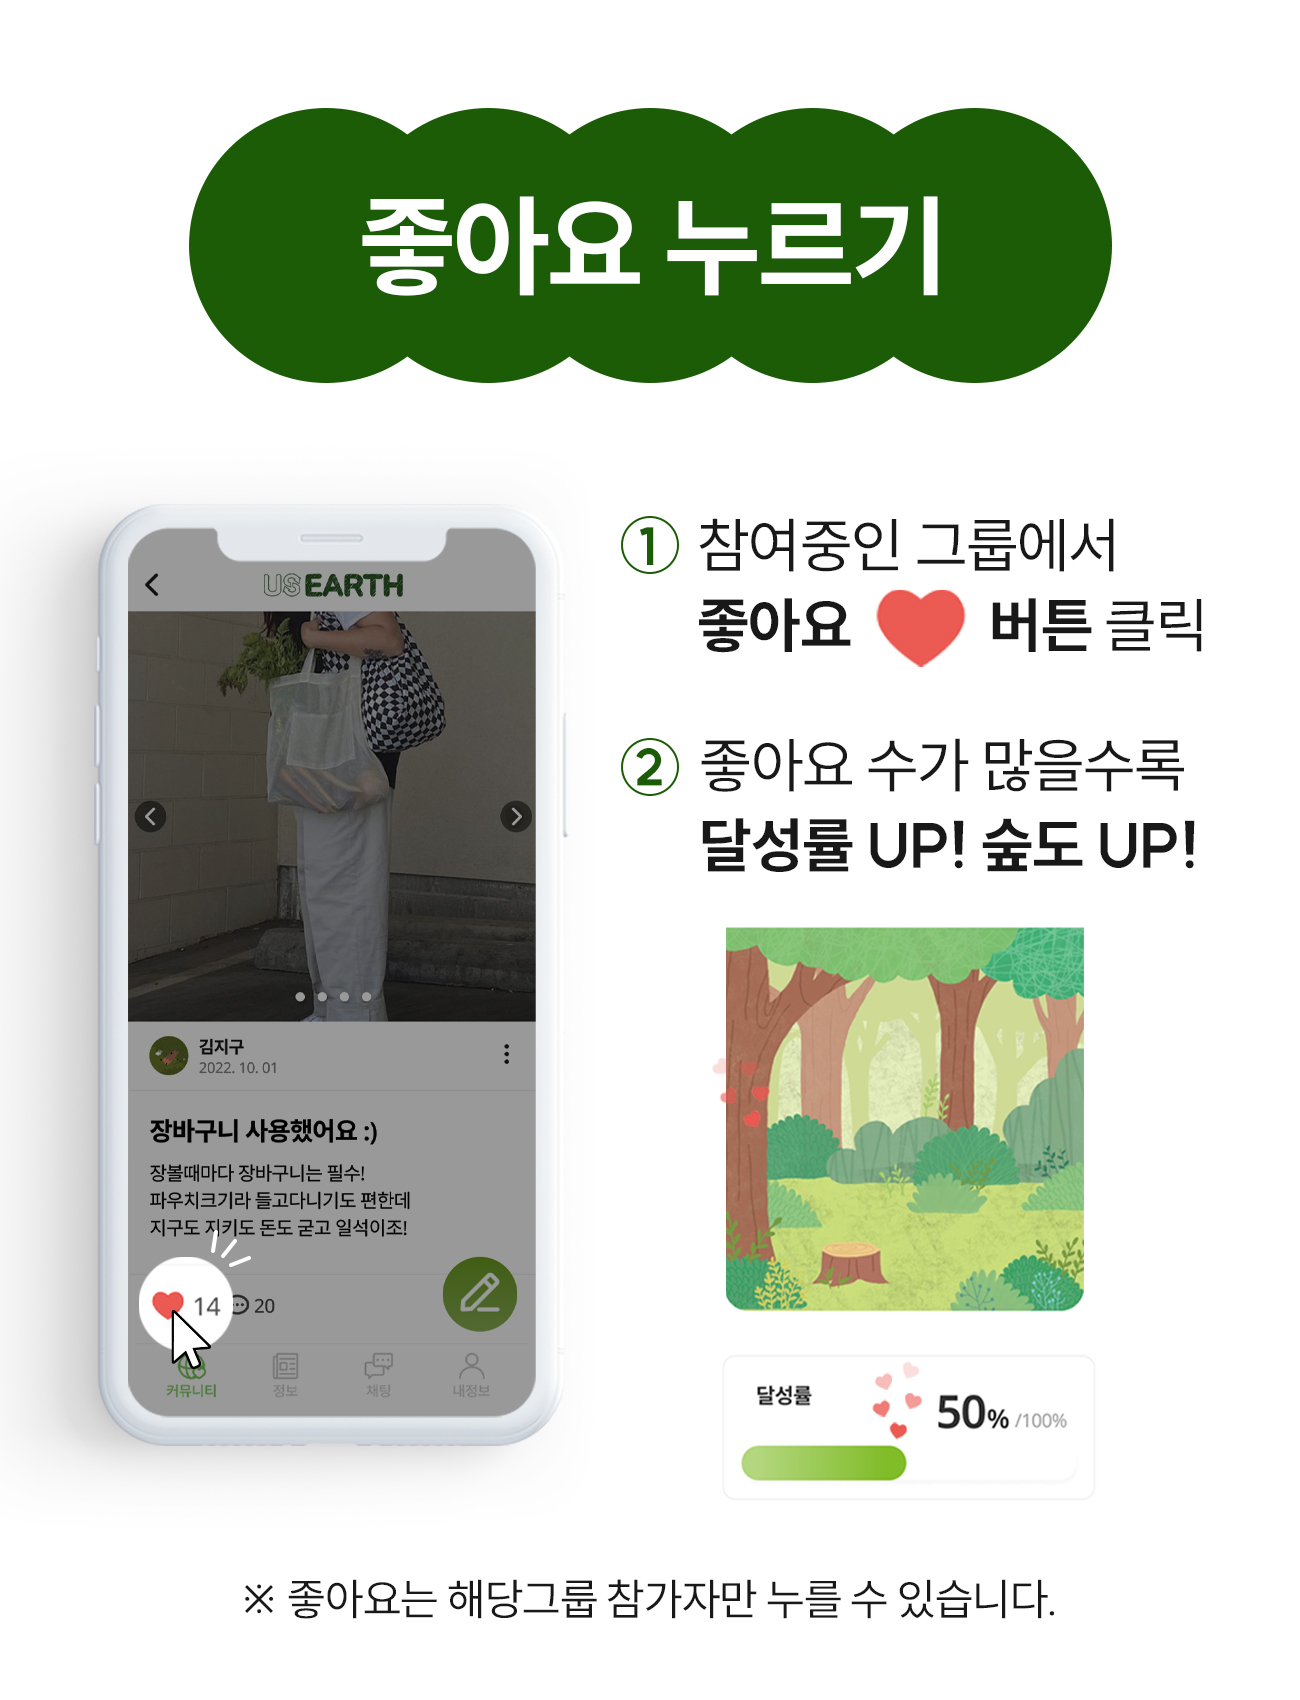 좋아요 누르기
USEARTH
김지구
2022. 10. 01
장바구니 사용했어요 :)
장볼때마다 장바구니는 필수!
파우치크기라 들고다니기도 편한데
지구도 지키도 돈도 굳고 일석이조!
14 20
커뮤니티 정보 채팅 내정보
① 참여중인 그룹에서
좋아요 버튼 클릭
② 좋아요 수가 많을수록
달성률 UP! 숲도 UP!
달성률
50% /100%
※ 좋아요는 해당그룹 참가자만 누를 수 있습니다.